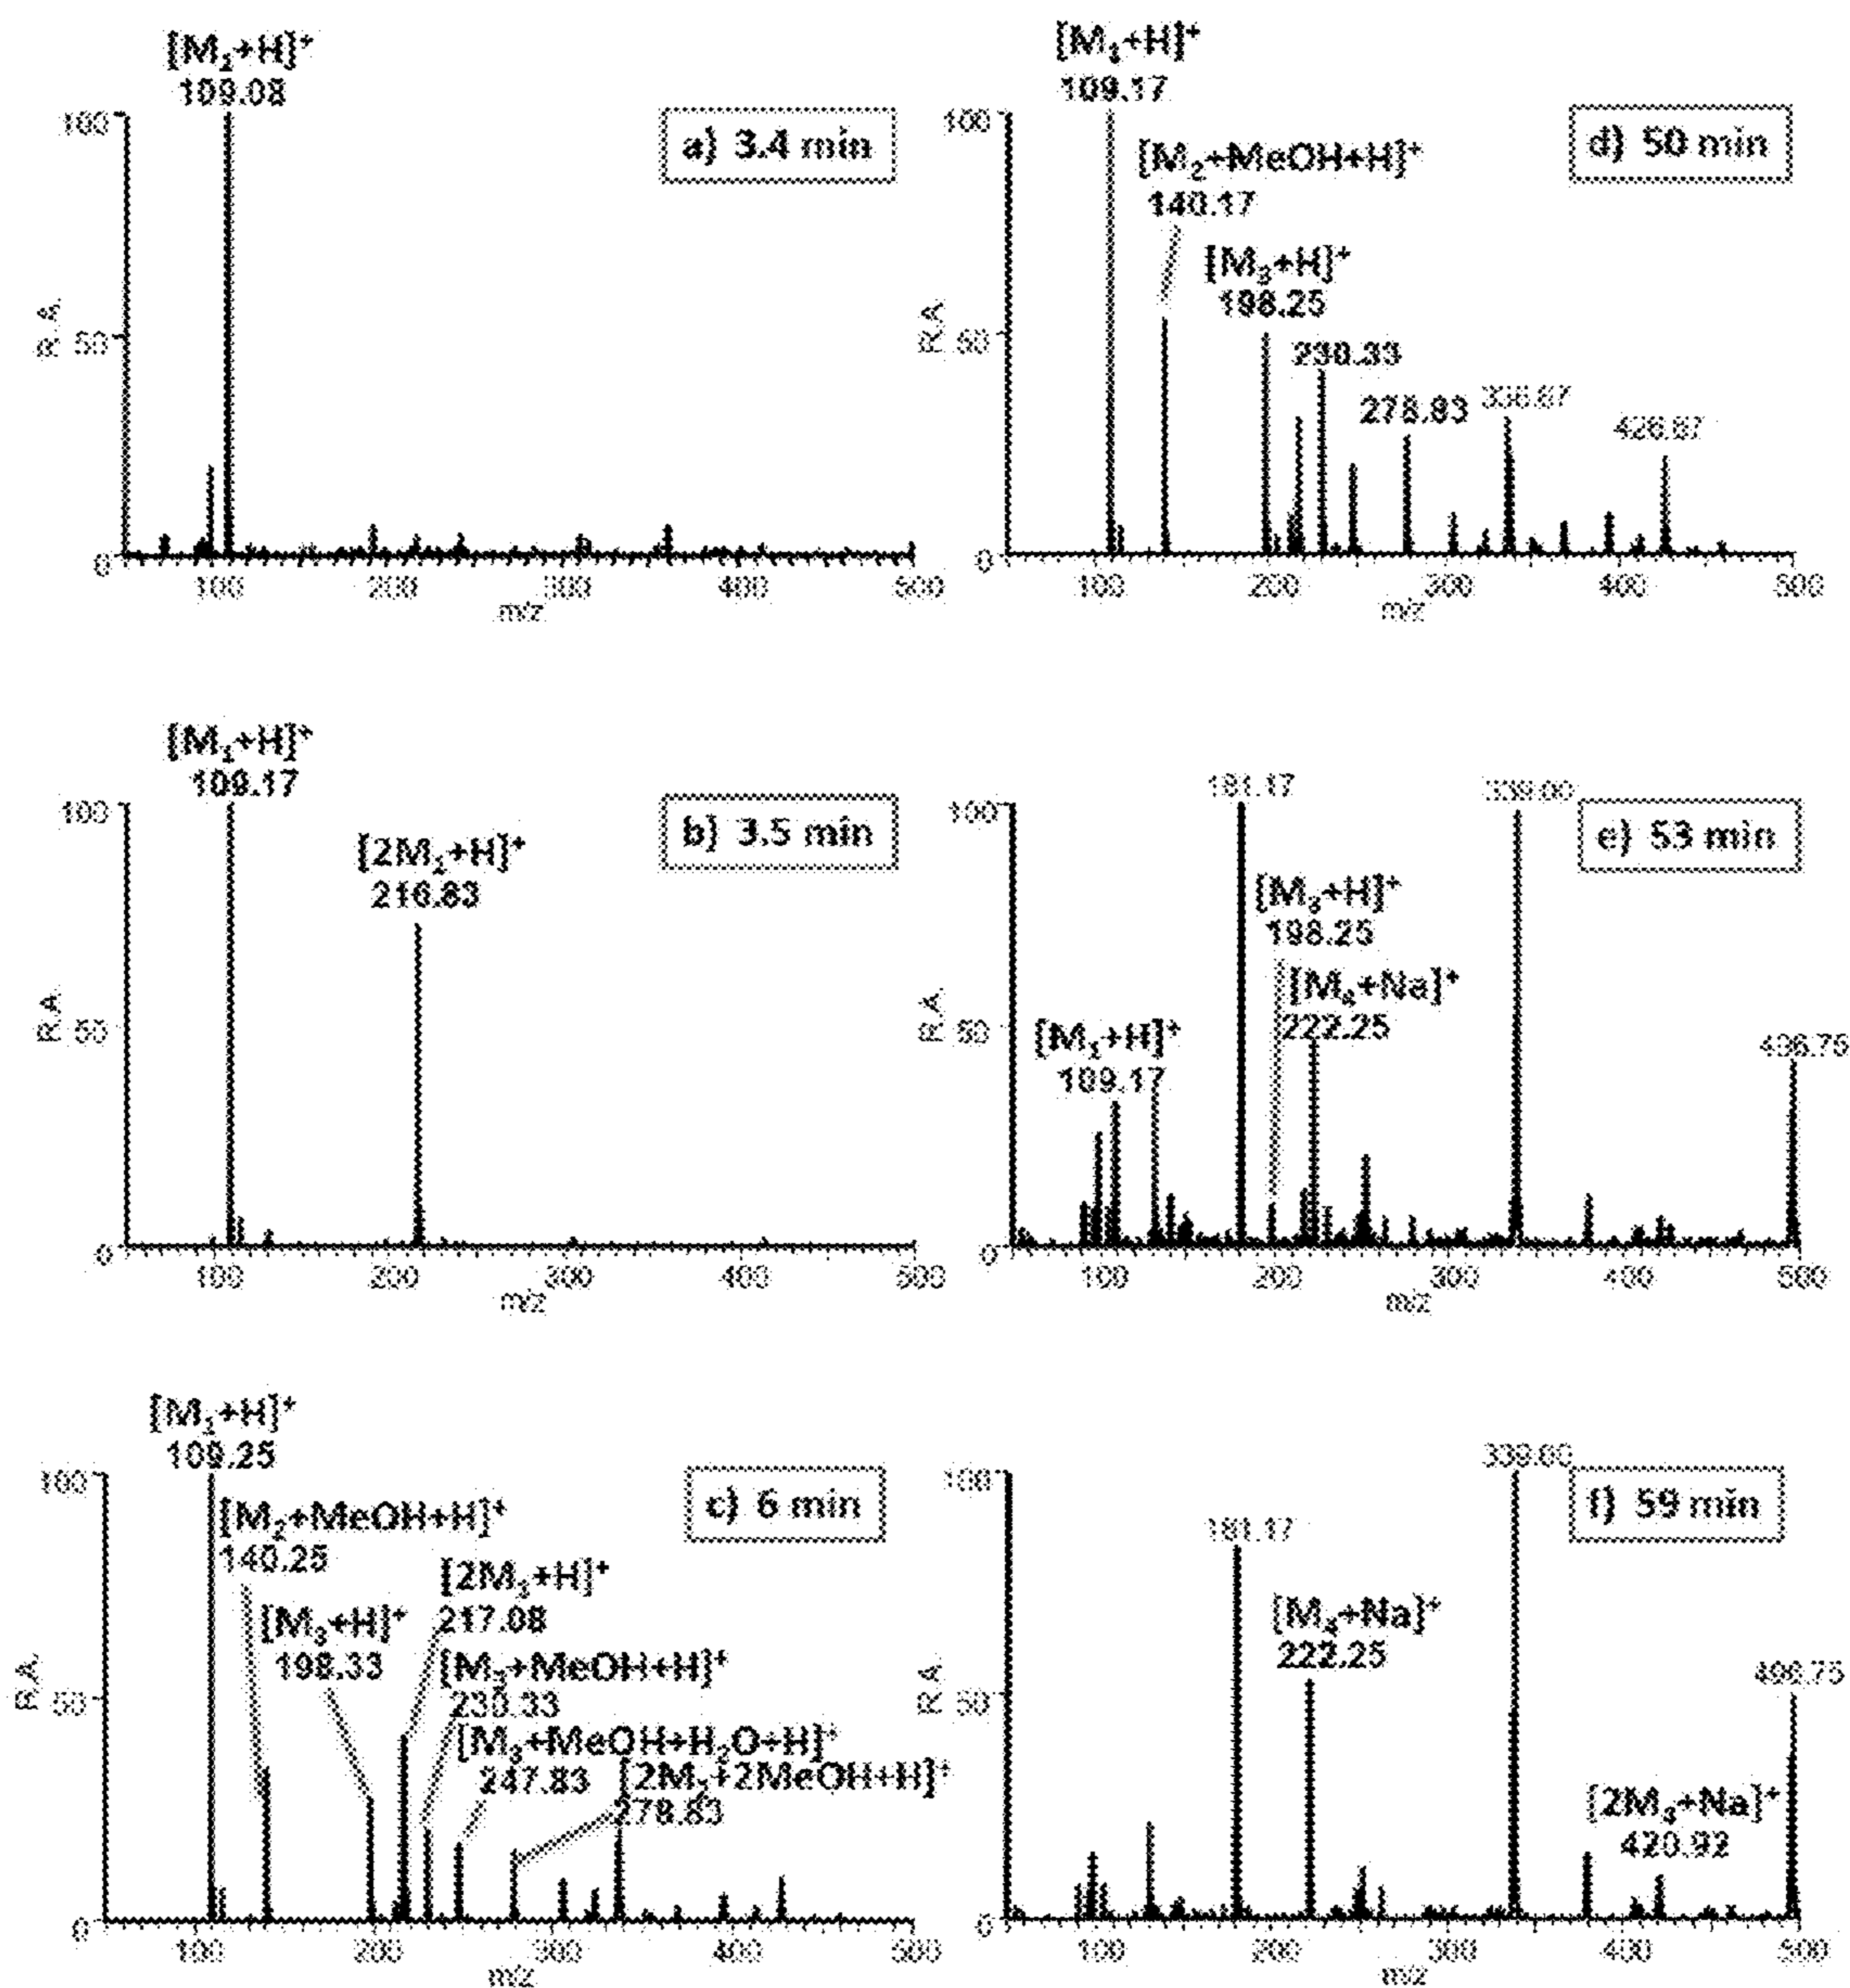 [M₁+H]⁺
109.08
a) 3.4 min
100
50
0
R.A.
100
200
300
400
500
m/z
[M₁+H]⁺
109.17
d) 50 min
[M₂+MeOH+H]⁺
140.17
[M₃+H]⁺
198.25
230.33
278.83
336.67
426.67
100
50
0
R.A.
100
200
300
400
500
m/z
[M₁+H]⁺
109.17
b) 3.5 min
[2M₁+H]⁺
216.83
100
50
0
R.A.
100
200
300
400
500
m/z
181.17
339.00
e) 53 min
[M₃+H]⁺
198.25
[M₄+Na]⁺
222.25
[M₁+H]⁺
109.17
496.75
100
50
0
R.A.
100
200
300
400
500
m/z
[M₁+H]⁺
109.25
c) 6 min
[M₂+MeOH+H]⁺
140.25
[2M₁+H]⁺
217.08
[M₃+H]⁺
198.33
[M₃+MeOH+H]⁺
230.33
[M₃+MeOH+H₂O+H]⁺
247.83
[2M₂+2MeOH+H]⁺
278.83
100
50
0
R.A.
100
200
300
400
500
m/z
339.00
f) 59 min
181.17
[M₄+Na]⁺
222.25
496.75
[2M₄+Na]⁺
420.92
100
50
0
R.A.
100
200
300
400
500
m/z